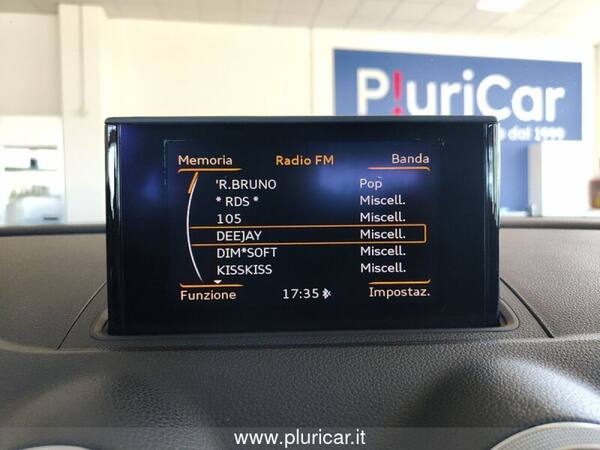 P!uriCar
dal 1999
Memoria Radio FM Banda
'R.BRUNO Pop
* RDS * Miscell.
105 Miscell.
DEEJAY Miscell.
DIM*SOFT Miscell.
KISSKISS Miscell.
Funzione 17:35 Impostaz.
www.pluricar.it